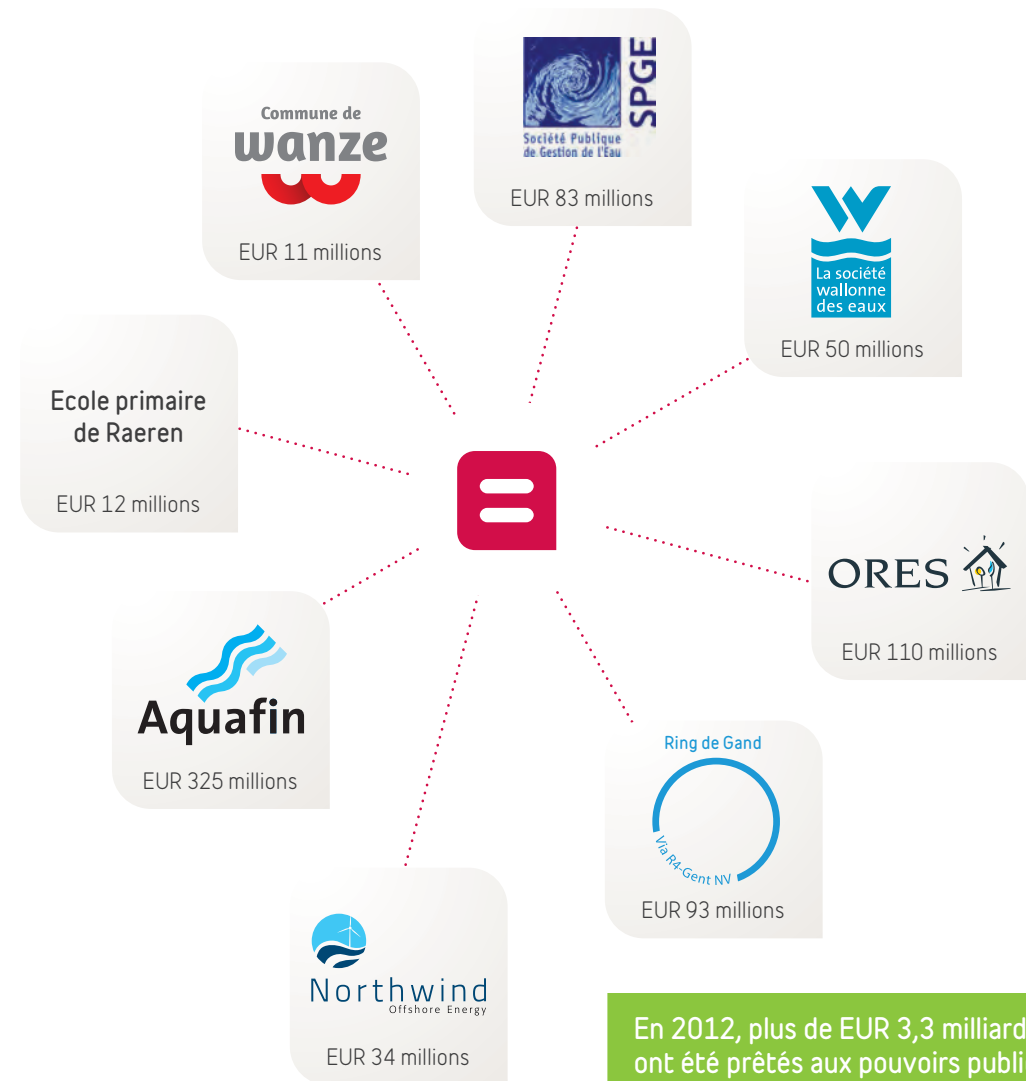 Commune de
wanze
EUR 11 millions
SPGE
Société Publique
de Gestion de l'Eau
EUR 83 millions
La société
wallonne
des eaux
EUR 50 millions
Ecole primaire
de Raeren
EUR 12 millions
ORES
EUR 110 millions
Aquafin
EUR 325 millions
Ring de Gand
Via R4-Gent NV
EUR 93 millions
Northwind
Offshore Energy
EUR 34 millions
En 2012, plus de EUR 3,3 milliard
ont été prêtés aux pouvoirs publi